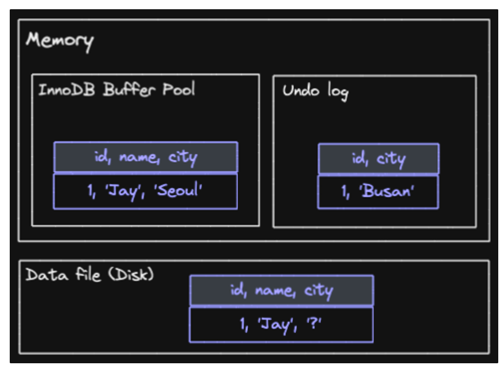 Memory
InnoDB Buffer Pool
id, name, city
1, 'Jay', 'Seoul'
Undo log
id, city
1, 'Busan'
Data file (Disk)
id, name, city
1, 'Jay', '?'